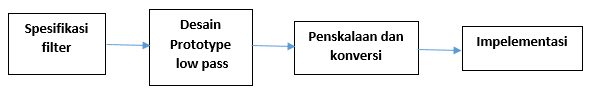 Spesifikasi
filter
Desain
Prototype
low pass
Penskalaan dan
konversi
Impelementasi